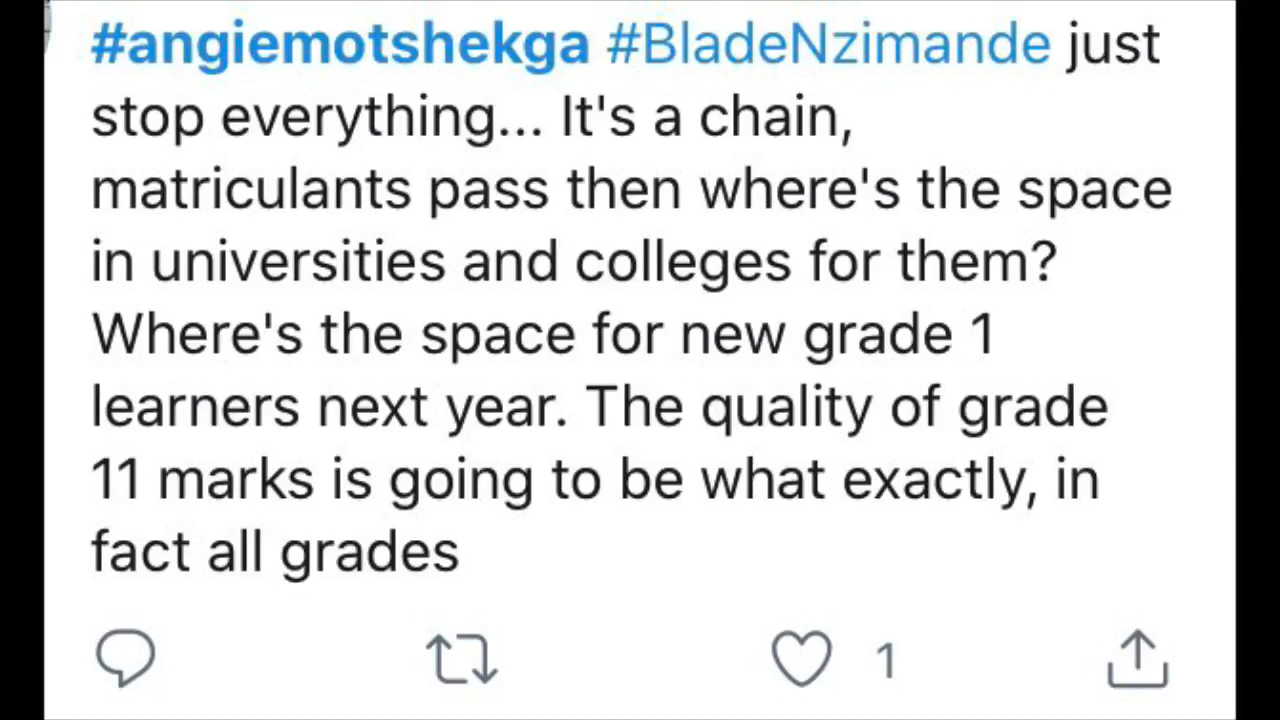 #angiemotshekga #BladeNzimande just
stop everything... It's a chain,
matriculants pass then where's the space
in universities and colleges for them?
Where's the space for new grade 1
learners next year. The quality of grade
11 marks is going to be what exactly, in
fact all grades
1